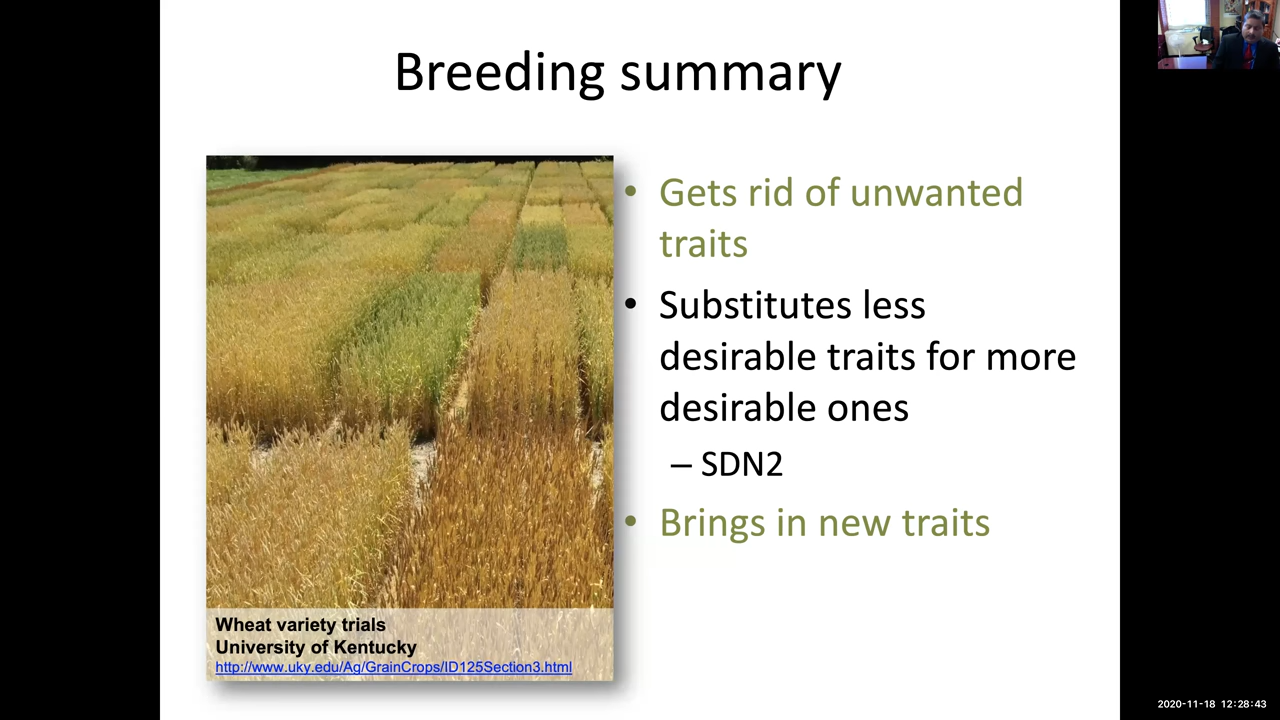 Breeding summary
• Gets rid of unwanted
traits
• Substitutes less
desirable traits for more
desirable ones
– SDN2
• Brings in new traits
Wheat variety trials
University of Kentucky
http://www.uky.edu/Ag/GrainCrops/ID125Section3.html
2020-11-18 12:28:43